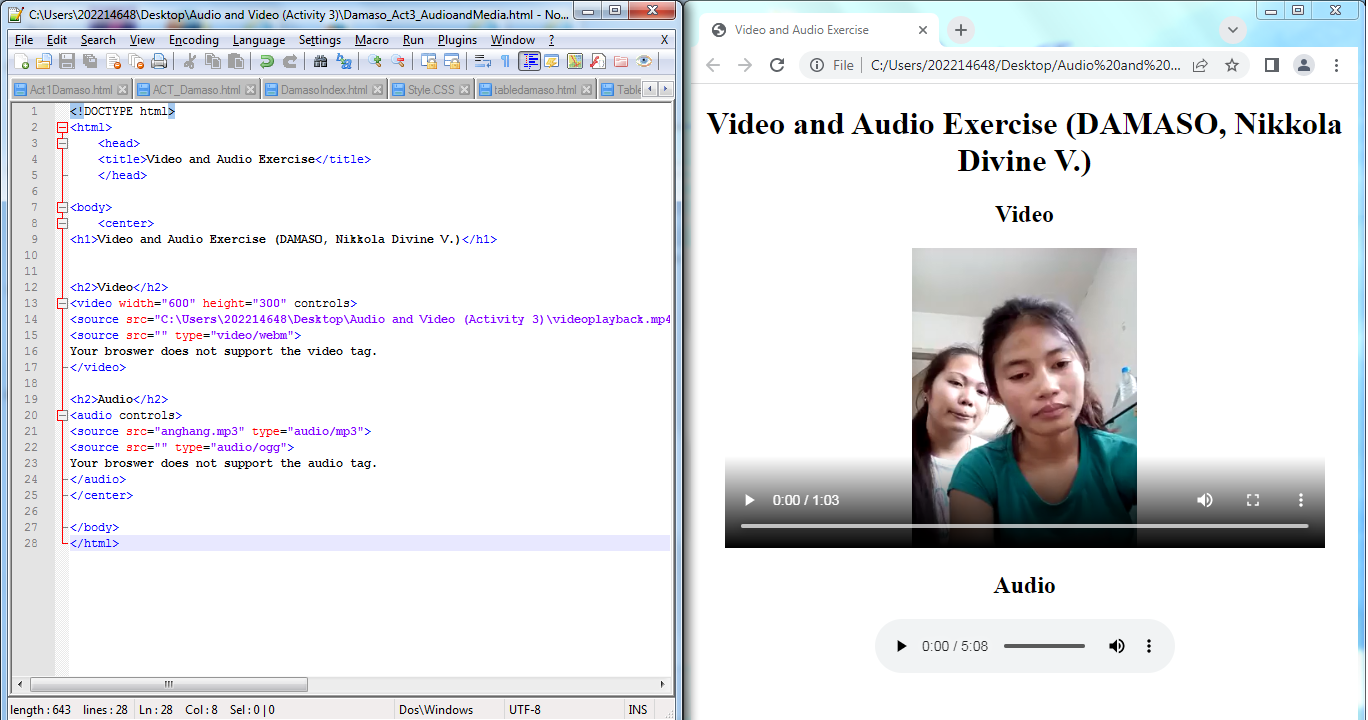 C:\Users\202214648\Desktop\Audio and Video (Activity 3)\Damaso_Act3_AudioandMedia.html - No...
File Edit Search View Encoding Language Settings Macro Run Plugins Window ? X
Act1Damaso.html ACT_Damaso.html DamasoIndex.html Style.CSS tabledamaso.html Table
1 <!DOCTYPE html>
2 <html>
3 <head>
4 <title>Video and Audio Exercise</title>
5 </head>
6
7 <body>
8 <center>
9 <h1>Video and Audio Exercise (DAMASO, Nikkola Divine V.)</h1>
10
11
12 <h2>Video</h2>
13 <video width="600" height="300" controls>
14 <source src="C:\Users\202214648\Desktop\Audio and Video (Activity 3)\videoplayback.mp4
15 <source src="" type="video/webm">
16 Your broswer does not support the video tag.
17 </video>
18
19 <h2>Audio</h2>
20 <audio controls>
21 <source src="anghang.mp3" type="audio/mp3">
22 <source src="" type="audio/ogg">
23 Your broswer does not support the audio tag.
24 </audio>
25 </center>
26
27 </body>
28 </html>
length : 643 lines : 28 Ln : 28 Col : 8 Sel : 0 | 0 Dos\Windows UTF-8 INS
Video and Audio Exercise
File C:/Users/202214648/Desktop/Audio%20and%20...
Video and Audio Exercise (DAMASO, Nikkola
Divine V.)
Video
0:00 / 1:03
Audio
0:00 / 5:08